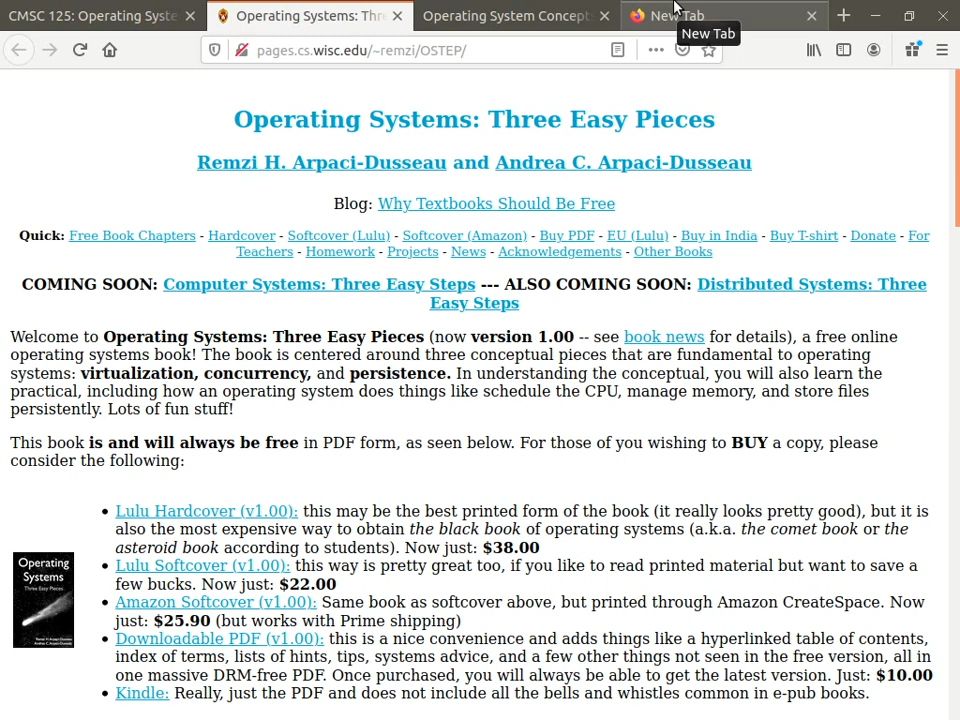 CMSC 125: Operating Syste
Operating Systems: Thre
Operating System Concept
New Tab
New Tab
pages.cs.wisc.edu/~remzi/OSTEP/
Operating Systems: Three Easy Pieces
Remzi H. Arpaci-Dusseau and Andrea C. Arpaci-Dusseau
Blog: Why Textbooks Should Be Free
Quick: Free Book Chapters - Hardcover - Softcover (Lulu) - Softcover (Amazon) - Buy PDF - EU (Lulu) - Buy in India - Buy T-shirt - Donate - For
Teachers - Homework - Projects - News - Acknowledgements - Other Books
COMING SOON: Computer Systems: Three Easy Steps --- ALSO COMING SOON: Distributed Systems: Three
Easy Steps
Welcome to Operating Systems: Three Easy Pieces (now version 1.00 -- see book news for details), a free online
operating systems book! The book is centered around three conceptual pieces that are fundamental to operating
systems: virtualization, concurrency, and persistence. In understanding the conceptual, you will also learn the
practical, including how an operating system does things like schedule the CPU, manage memory, and store files
persistently. Lots of fun stuff!
This book is and will always be free in PDF form, as seen below. For those of you wishing to BUY a copy, please
consider the following:
• Lulu Hardcover (v1.00): this may be the best printed form of the book (it really looks pretty good), but it is
also the most expensive way to obtain the black book of operating systems (a.k.a. the comet book or the
asteroid book according to students). Now just: $38.00
• Lulu Softcover (v1.00): this way is pretty great too, if you like to read printed material but want to save a
few bucks. Now just: $22.00
• Amazon Softcover (v1.00): Same book as softcover above, but printed through Amazon CreateSpace. Now
just: $25.90 (but works with Prime shipping)
• Downloadable PDF (v1.00): this is a nice convenience and adds things like a hyperlinked table of contents,
index of terms, lists of hints, tips, systems advice, and a few other things not seen in the free version, all in
one massive DRM-free PDF. Once purchased, you will always be able to get the latest version. Just: $10.00
• Kindle: Really, just the PDF and does not include all the bells and whistles common in e-pub books.
Operating
Systems
Three Easy Pieces